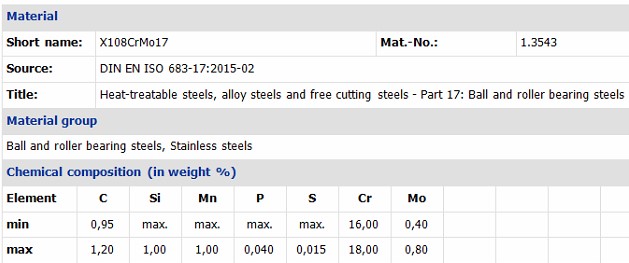 Material
Short name: X108CrMo17 Mat.-No.: 1.3543
Source: DIN EN ISO 683-17:2015-02
Title: Heat-treatable steels, alloy steels and free cutting steels - Part 17: Ball and roller bearing steels
Material group
Ball and roller bearing steels, Stainless steels
Chemical composition (in weight %)
Element C Si Mn P S Cr Mo
min 0,95 max. max. max. max. 16,00 0,40
max 1,20 1,00 1,00 0,040 0,015 18,00 0,80